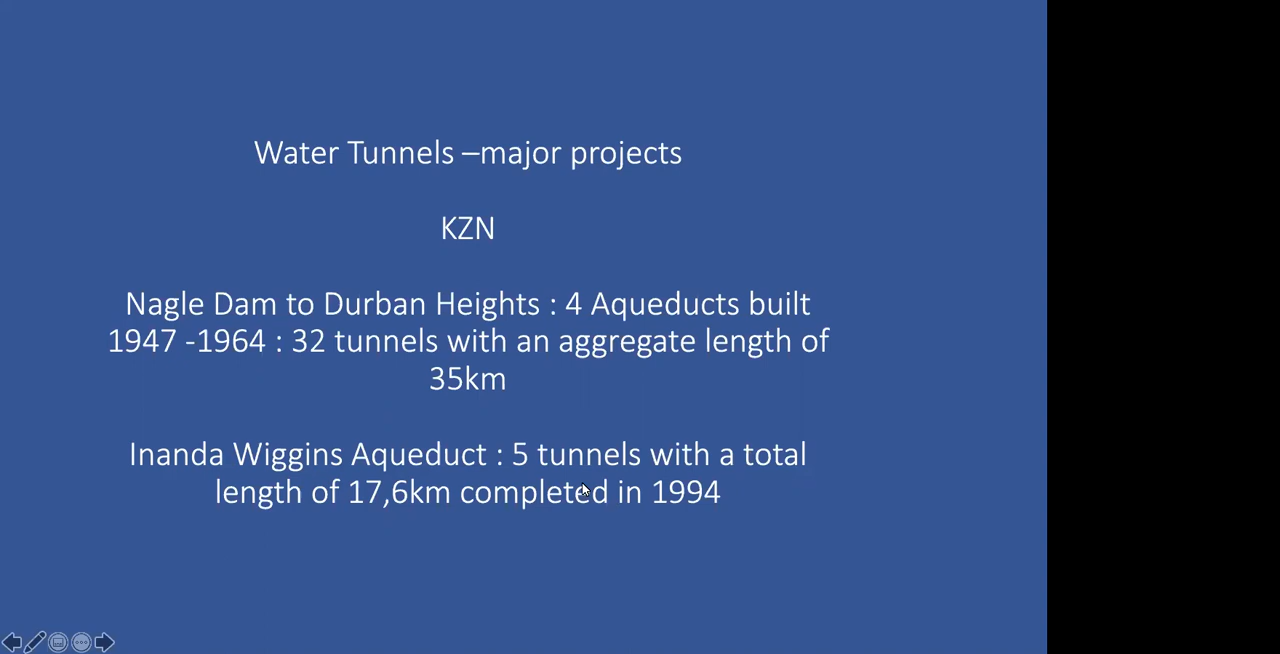 Water Tunnels –major projects
KZN
Nagle Dam to Durban Heights : 4 Aqueducts built
1947 -1964 : 32 tunnels with an aggregate length of
35km
Inanda Wiggins Aqueduct : 5 tunnels with a total
length of 17,6km completed in 1994